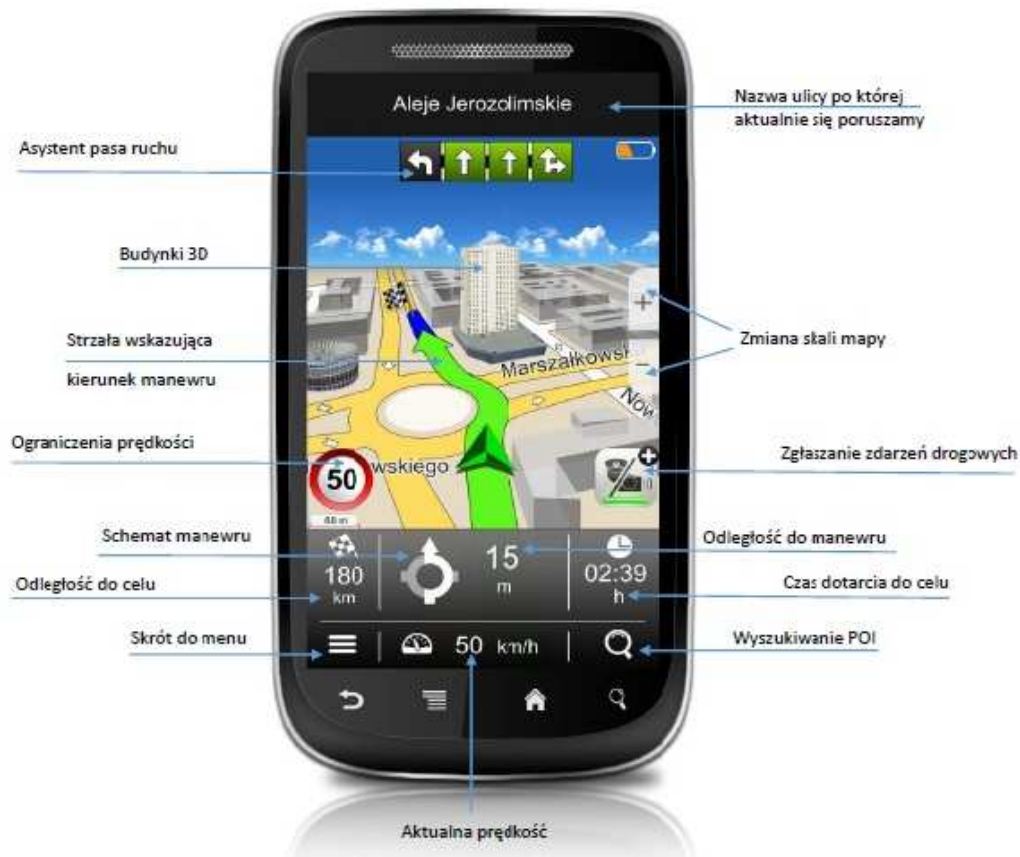 Aleje Jerozolimskie
Nazwa ulicy po której
aktualnie się poruszamy
Asystent pasa ruchu
Budynki 3D
+
Zmiana skali mapy
Strzała wskazująca
kierunek manewru
Marszałkowsk
−
Now
Ograniczenia prędkości
50
wskiego
Zgłaszanie zdarzeń drogowych
Schemat manewru
15
m
Odległość do manewru
180
km
02:39
h
Odległość do celu
Czas dotarcia do celu
Skrót do menu
50 km/h
Wyszukiwanie POI
Aktualna prędkość